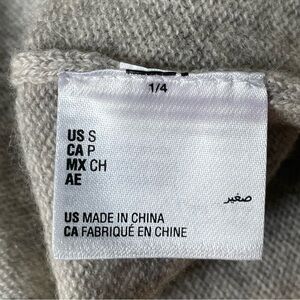 1/4
US S
CA P
MX CH
AE
صغير
US MADE IN CHINA
CA FABRIQUÉ EN CHINE